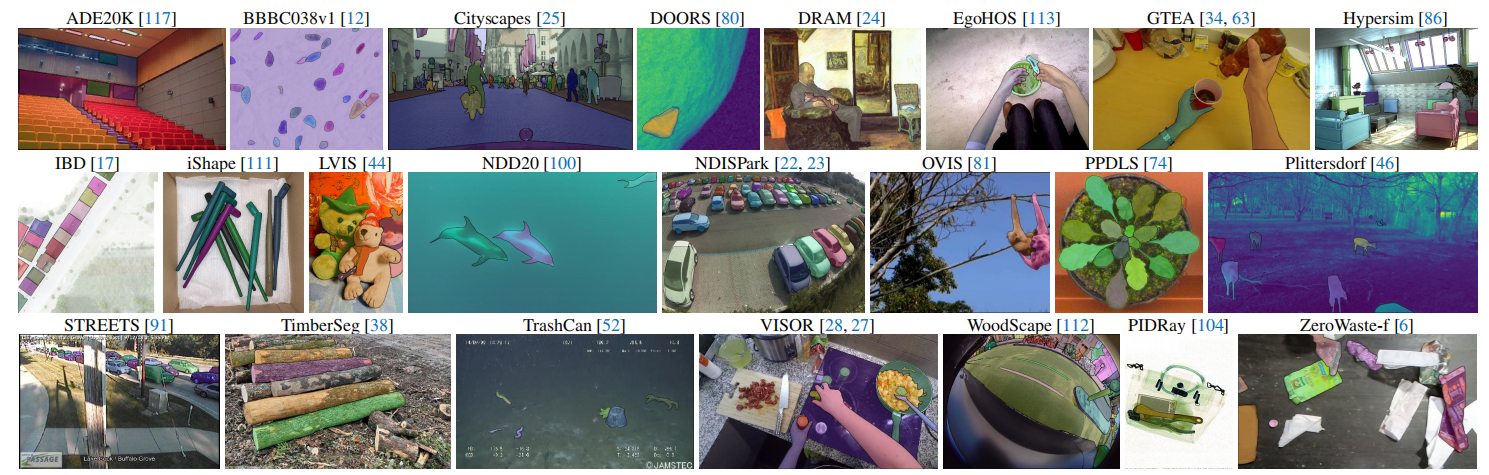 ADE20K [117] BBBC038v1 [12] Cityscapes [25] DOORS [80] DRAM [24] EgoHOS [113] GTEA [34, 63] Hypersim [86]
IBD [17] iShape [111] LVIS [44] NDD20 [100] NDISPark [22, 23] OVIS [81] PPDLS [74] Plittersdorf [46]
STREETS [91] TimberSeg [38] TrashCan [52] VISOR [28, 27] WoodScape [112] PIDRay [104] ZeroWaste-f [6]
PASSAGE
Lake Cook / Buffalo Grove
©JAMSTEC